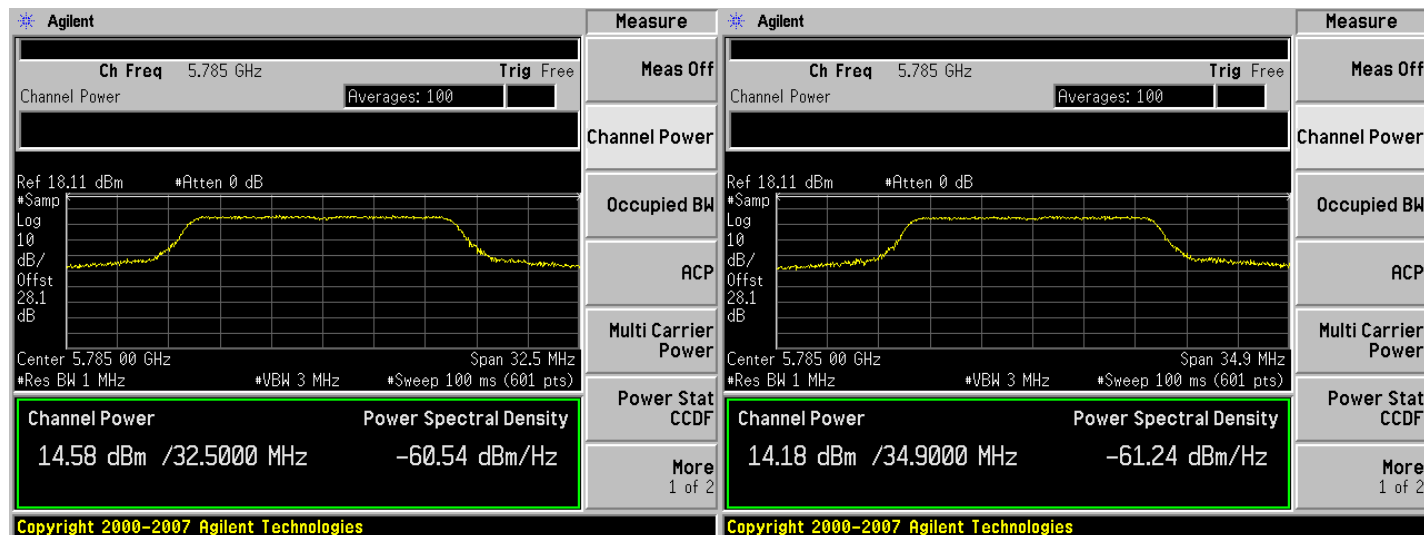 Agilent
Measure
Ch Freq 5.785 GHz Trig Free
Channel Power Averages: 100
Ref 18.11 dBm #Atten 0 dB
#Samp
Log
10
dB/
Offst
28.1
dB
Center 5.785 00 GHz Span 32.5 MHz
#Res BW 1 MHz #VBW 3 MHz #Sweep 100 ms (601 pts)
Channel Power Power Spectral Density
14.58 dBm /32.5000 MHz -60.54 dBm/Hz
Meas Off
Channel Power
Occupied BW
ACP
Multi Carrier
Power
Power Stat
CCDF
More
1 of 2
Copyright 2000-2007 Agilent Technologies
Agilent
Measure
Ch Freq 5.785 GHz Trig Free
Channel Power Averages: 100
Ref 18.11 dBm #Atten 0 dB
#Samp
Log
10
dB/
Offst
28.1
dB
Center 5.785 00 GHz Span 34.9 MHz
#Res BW 1 MHz #VBW 3 MHz #Sweep 100 ms (601 pts)
Channel Power Power Spectral Density
14.18 dBm /34.9000 MHz -61.24 dBm/Hz
Meas Off
Channel Power
Occupied BW
ACP
Multi Carrier
Power
Power Stat
CCDF
More
1 of 2
Copyright 2000-2007 Agilent Technologies